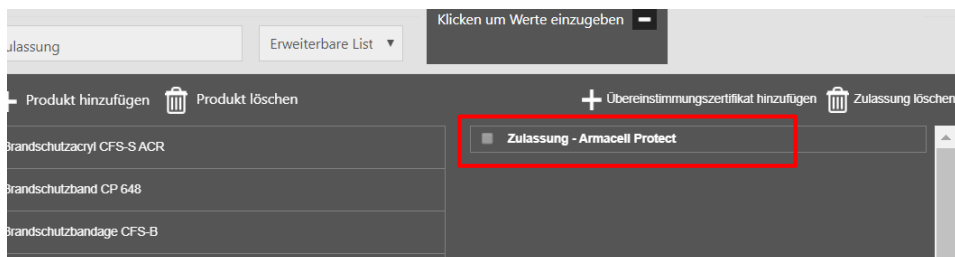 Klicken um Werte einzugeben
ulassung
Erweiterbare List
Produkt hinzufügen
Produkt löschen
Übereinstimmungszertifikat hinzufügen
Zulassung löschen
Brandschutzacryl CFS-S ACR
Zulassung - Armacell Protect
Brandschutzband CP 648
Brandschutzbandage CFS-B